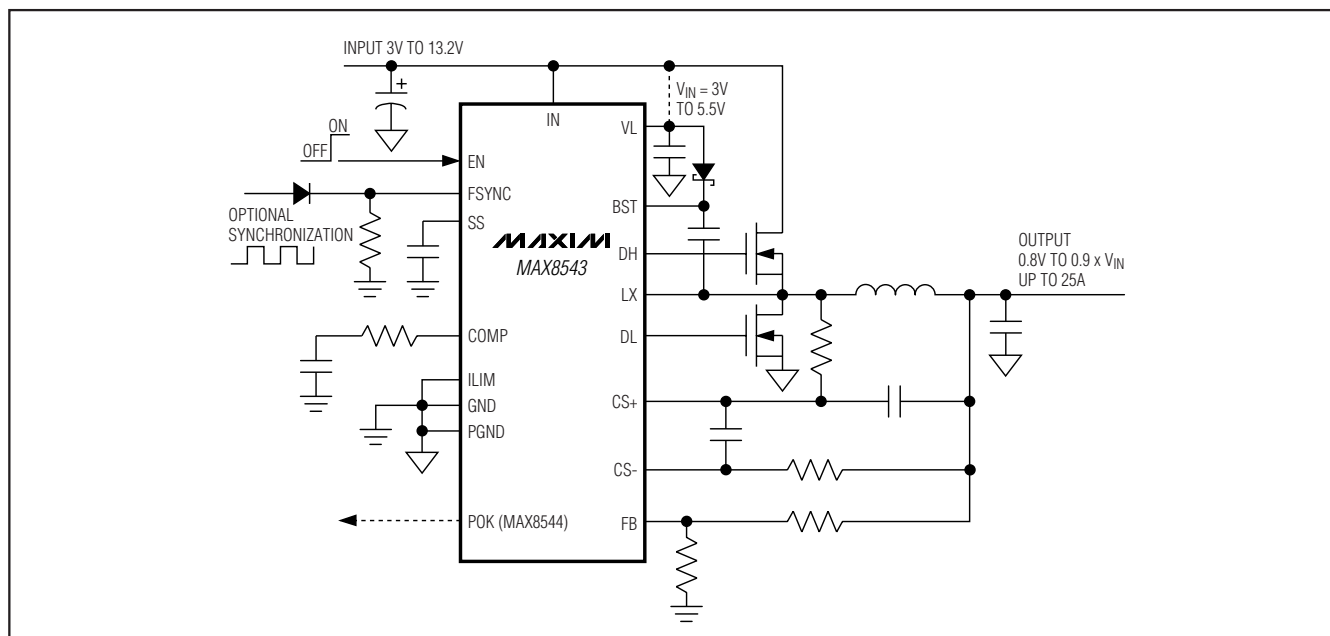 INPUT 3V TO 13.2V
+
V_IN = 3V
TO 5.5V
IN
VL
ON
OFF
EN
FSYNC
OPTIONAL
SYNCHRONIZATION
SS
BST
MAXIM
MAX8543
DH
OUTPUT
0.8V TO 0.9 x V_IN
UP TO 25A
LX
COMP
DL
ILIM
GND
CS+
PGND
CS-
POK (MAX8544)
FB